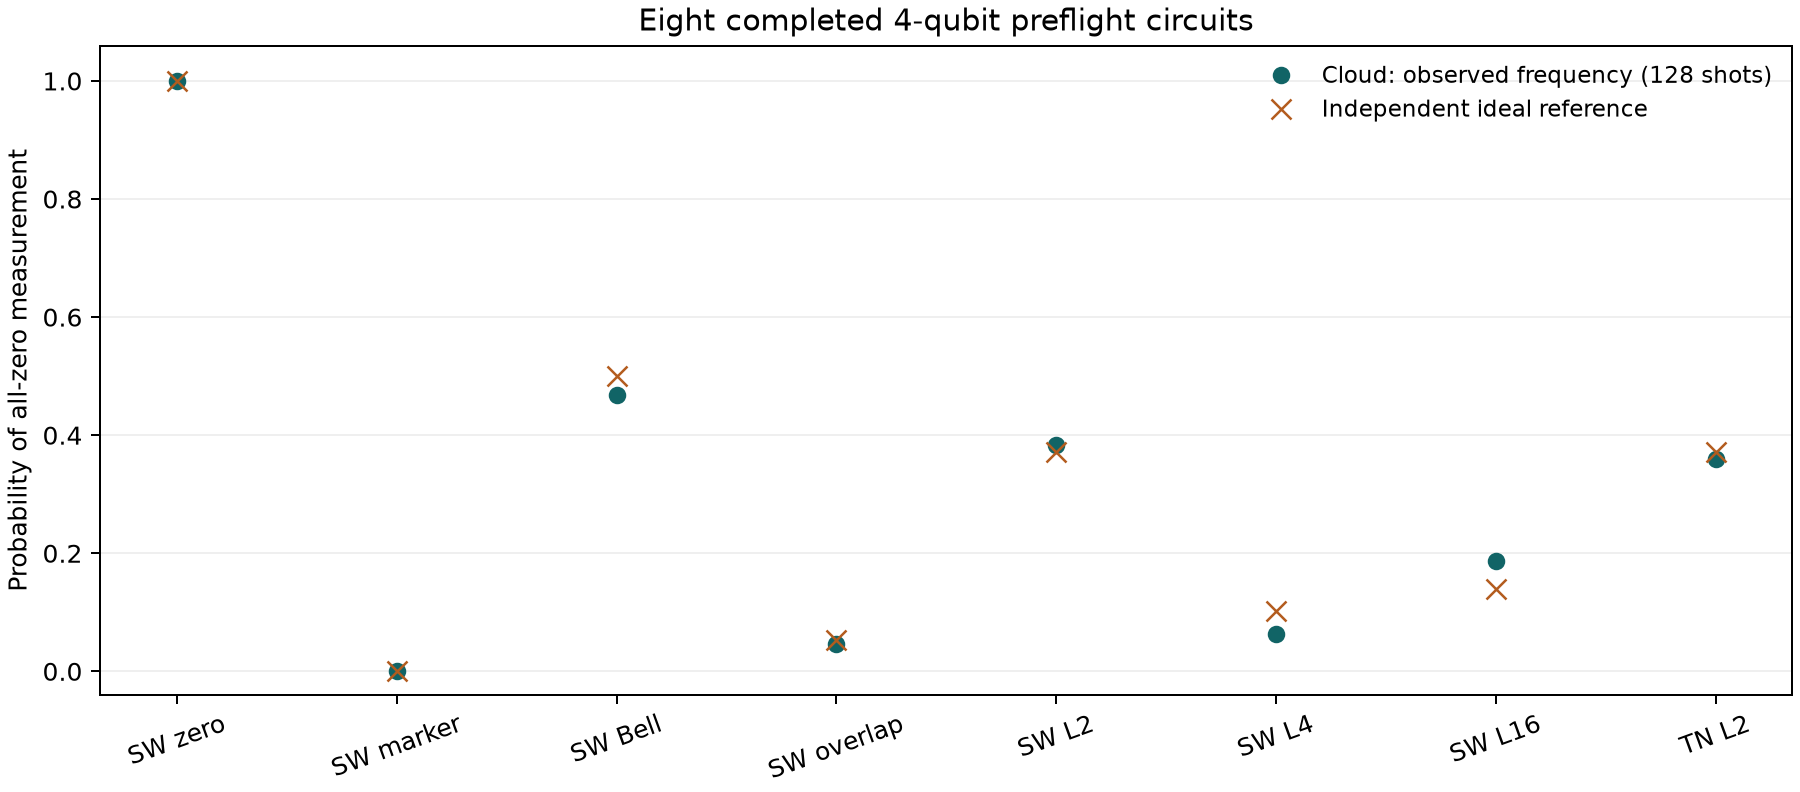 Eight completed 4-qubit preflight circuits
Cloud: observed frequency (128 shots)
Independent ideal reference
Probability of all-zero measurement
1.0
0.8
0.6
0.4
0.2
0.0
SW zero
SW marker
SW Bell
SW overlap
SW L2
SW L4
SW L16
TN L2